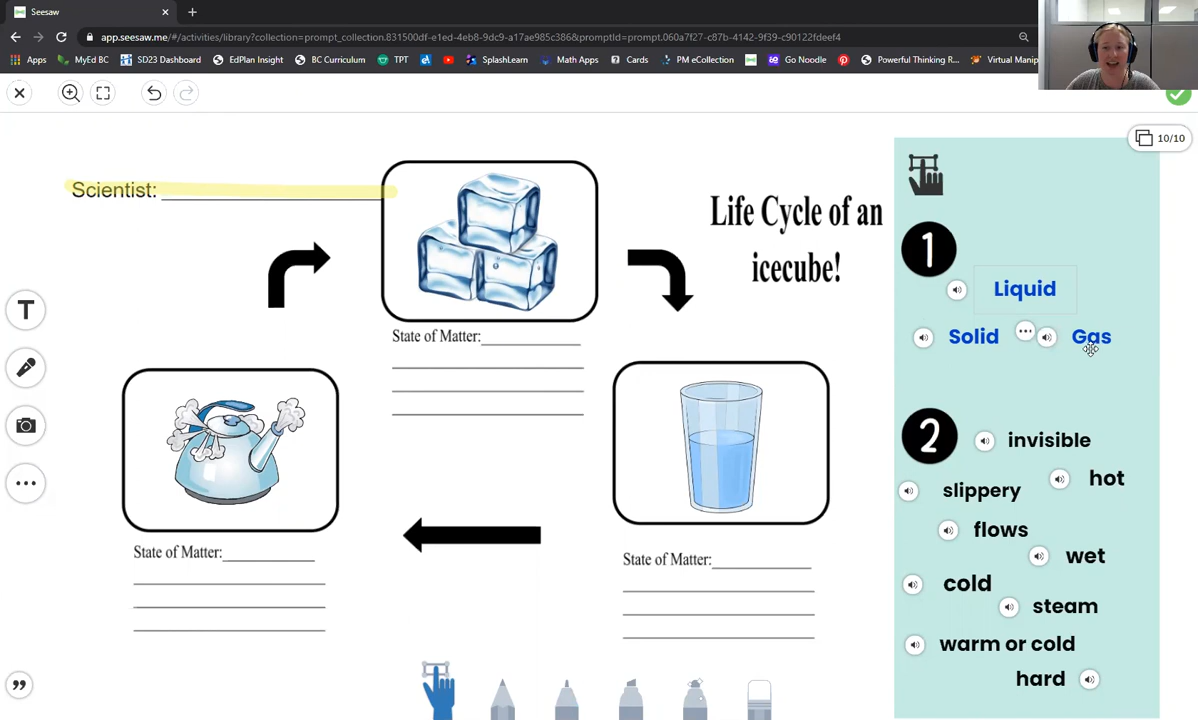 Seesaw
app.seesaw.me/#/activities/library?collection=prompt_collection.831500df-e1ed-4eb8-9dc9-a17ae985c386&promptId=prompt.060a7f27-c87b-4142-9f39-c90122fdeef4
Apps MyEd BC SD23 Dashboard EdPlan Insight BC Curriculum TPT SplashLearn Math Apps Cards PM eCollection Go Noodle Powerful Thinking R... Virtual Manip
10/10
Scientist:
Life Cycle of an
icecube!
State of Matter:
State of Matter:
State of Matter:
T
1
Liquid
Solid
Gas
2
invisible
hot
slippery
flows
wet
cold
steam
warm or cold
hard